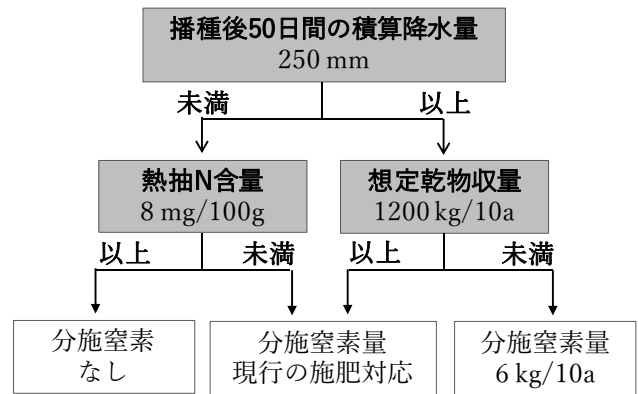 播種後50日間の積算降水量
250 mm
未満
以上
熱抽N含量
8 mg/100g
想定乾物収量
1200 kg/10a
以上
未満
以上
未満
分施窒素
なし
分施窒素量
現行の施肥対応
分施窒素量
6 kg/10a